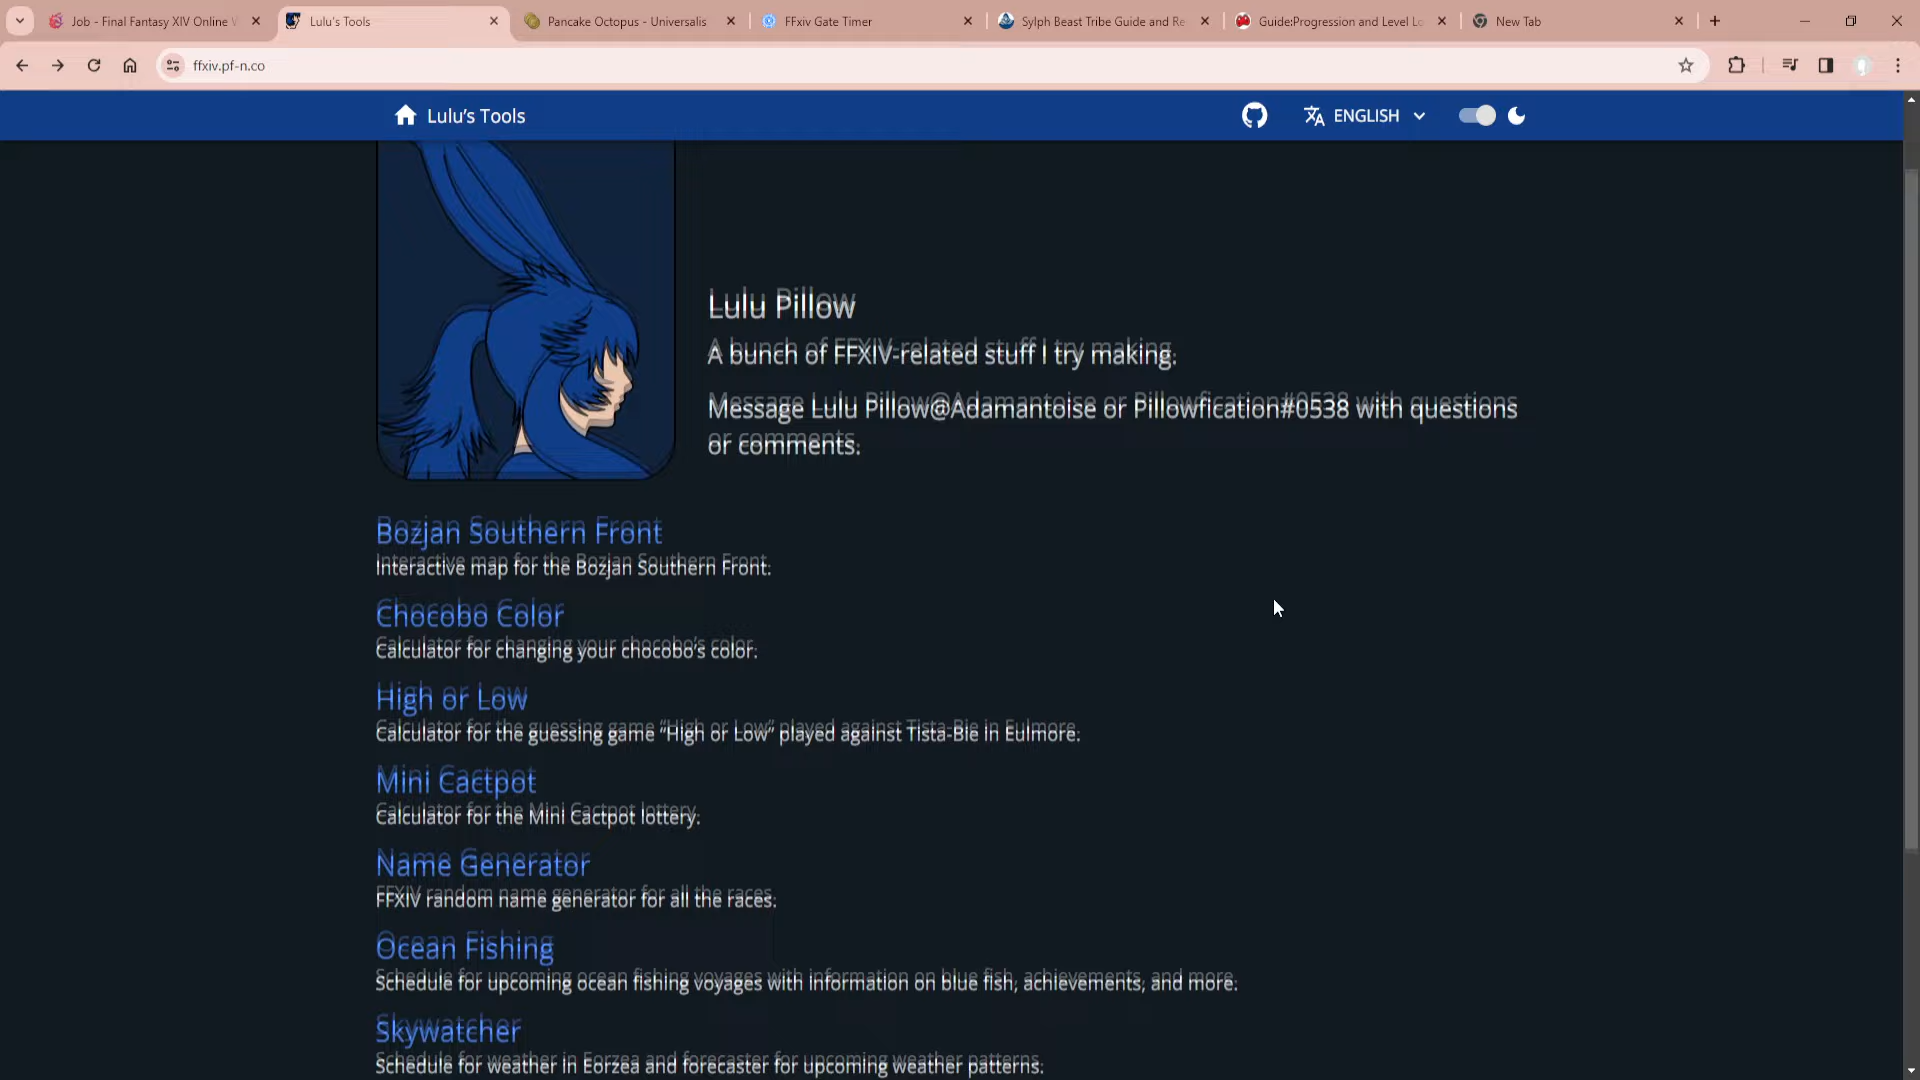 Job - Final Fantasy XIV Online W
Lulu's Tools
Pancake Octopus - Universalis
FFxiv Gate Timer
Sylph Beast Tribe Guide and Re
Guide:Progression and Level Lo
New Tab
ffxiv.pf-n.co
Lulu's Tools
ENGLISH
Lulu Pillow
A bunch of FFXIV-related stuff I try making.
Message Lulu Pillow@Adamantoise or Pillowfication#0538 with questions
or comments.
Bozjan Southern Front
Interactive map for the Bozjan Southern Front.
Chocobo Color
Calculator for changing your chocobo's color.
High or Low
Calculator for the guessing game “High or Low” played against Tista-Bie in Eulmore.
Mini Cactpot
Calculator for the Mini Cactpot lottery.
Name Generator
FFXIV random name generator for all the races.
Ocean Fishing
Schedule for upcoming ocean fishing voyages with information on blue fish, achievements, and more.
Skywatcher
Schedule for weather in Eorzea and forecaster for upcoming weather patterns.